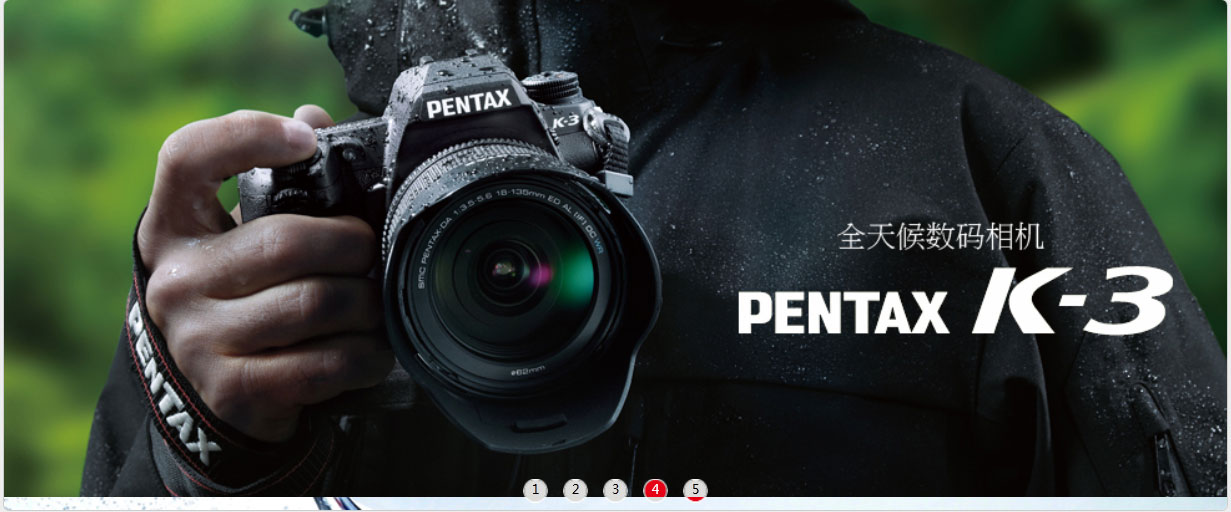 PENTAX
K-3
smc PENTAX-DA 1:3.5-5.6 18-135mm ED AL [IF] DC WR
ø62mm
PENTAX
全天候数码相机
PENTAX K-3
1 2 3 4 5